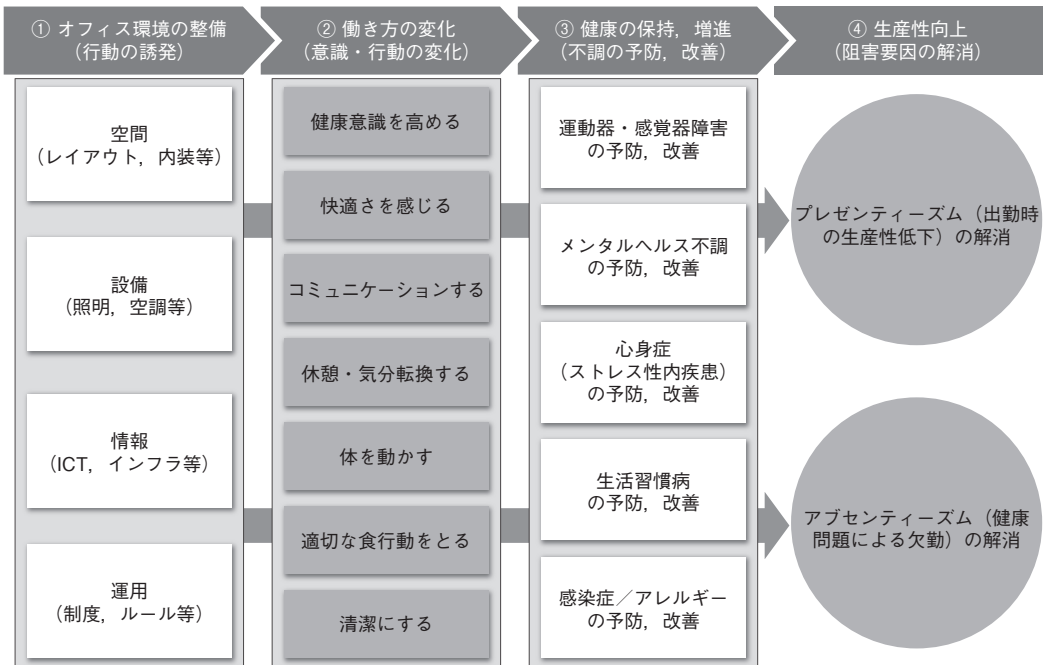 ① オフィス環境の整備
(行動の誘発)
② 働き方の変化
(意識・行動の変化)
③ 健康の保持，増進
(不調の予防，改善)
④ 生産性向上
(阻害要因の解消)
空間
(レイアウト，内装等)
設備
(照明，空調等)
情報
(ICT，インフラ等)
運用
(制度，ルール等)
健康意識を高める
快適さを感じる
コミュニケーションする
休憩・気分転換する
体を動かす
適切な食行動をとる
清潔にする
運動器・感覚器障害
の予防，改善
メンタルヘルス不調
の予防，改善
心身症
(ストレス性内疾患)
の予防，改善
生活習慣病
の予防，改善
感染症／アレルギー
の予防，改善
プレゼンティーズム（出勤時
の生産性低下）の解消
アブセンティーズム（健康
問題による欠勤）の解消